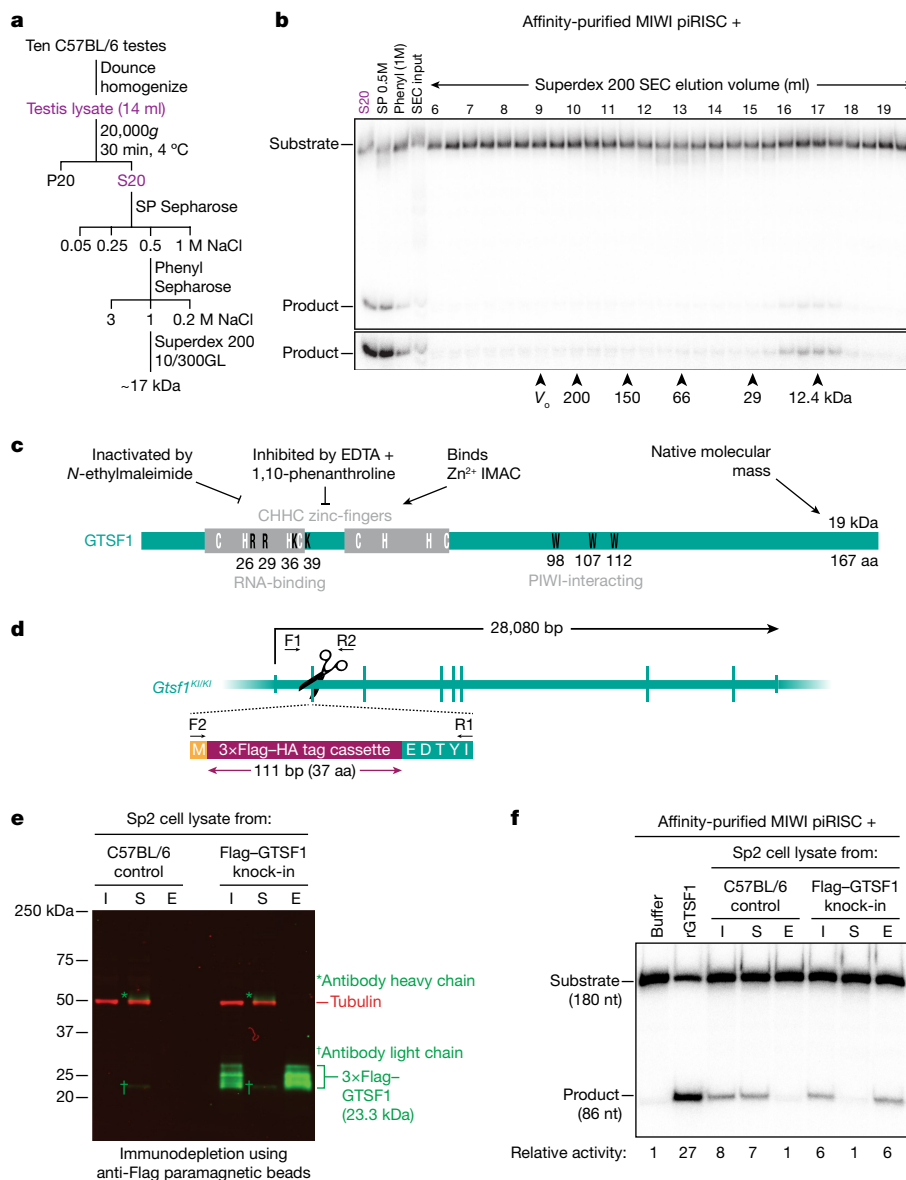 a
Ten C57BL/6 testes
Dounce
homogenize
Testis lysate (14 ml)
20,000g
30 min, 4 ºC
P20 S20
SP Sepharose
0.05 0.25 0.5 1 M NaCl
Phenyl
Sepharose
3 1 0.2 M NaCl
Superdex 200
10/300GL
~17 kDa
b
Affinity-purified MIWI piRISC +
S20
SP 0.5M
Phenyl (1M)
SEC input
Superdex 200 SEC elution volume (ml)
6 7 8 9 10 11 12 13 14 15 16 17 18 19
Substrate
Product
Product
Vo 200 150 66 29 12.4 kDa
c
Inactivated by
N-ethylmaleimide
Inhibited by EDTA +
1,10-phenanthroline
Binds
Zn2+ IMAC
Native molecular
mass
CHHC zinc-fingers
19 kDa
GTSF1
C H R R H K C K C H H C W W W
26 29 36 39 98 107 112 167 aa
RNA-binding PIWI-interacting
d
28,080 bp
F1 R2
Gtsf1KI/KI
F2 R1
M 3×Flag–HA tag cassette E D T Y I
111 bp (37 aa)
e
Sp2 cell lysate from:
C57BL/6
control
Flag–GTSF1
knock-in
I S E I S E
250 kDa
75
50
37
25
20
*
*
*Antibody heavy chain
Tubulin
†Antibody light chain
†
†
3×Flag–
GTSF1
(23.3 kDa)
Immunodepletion using
anti-Flag paramagnetic beads
f
Affinity-purified MIWI piRISC +
Sp2 cell lysate from:
Buffer
rGTSF1
C57BL/6
control
Flag–GTSF1
knock-in
I S E I S E
Substrate
(180 nt)
Product
(86 nt)
Relative activity: 1 27 8 7 1 6 1 6